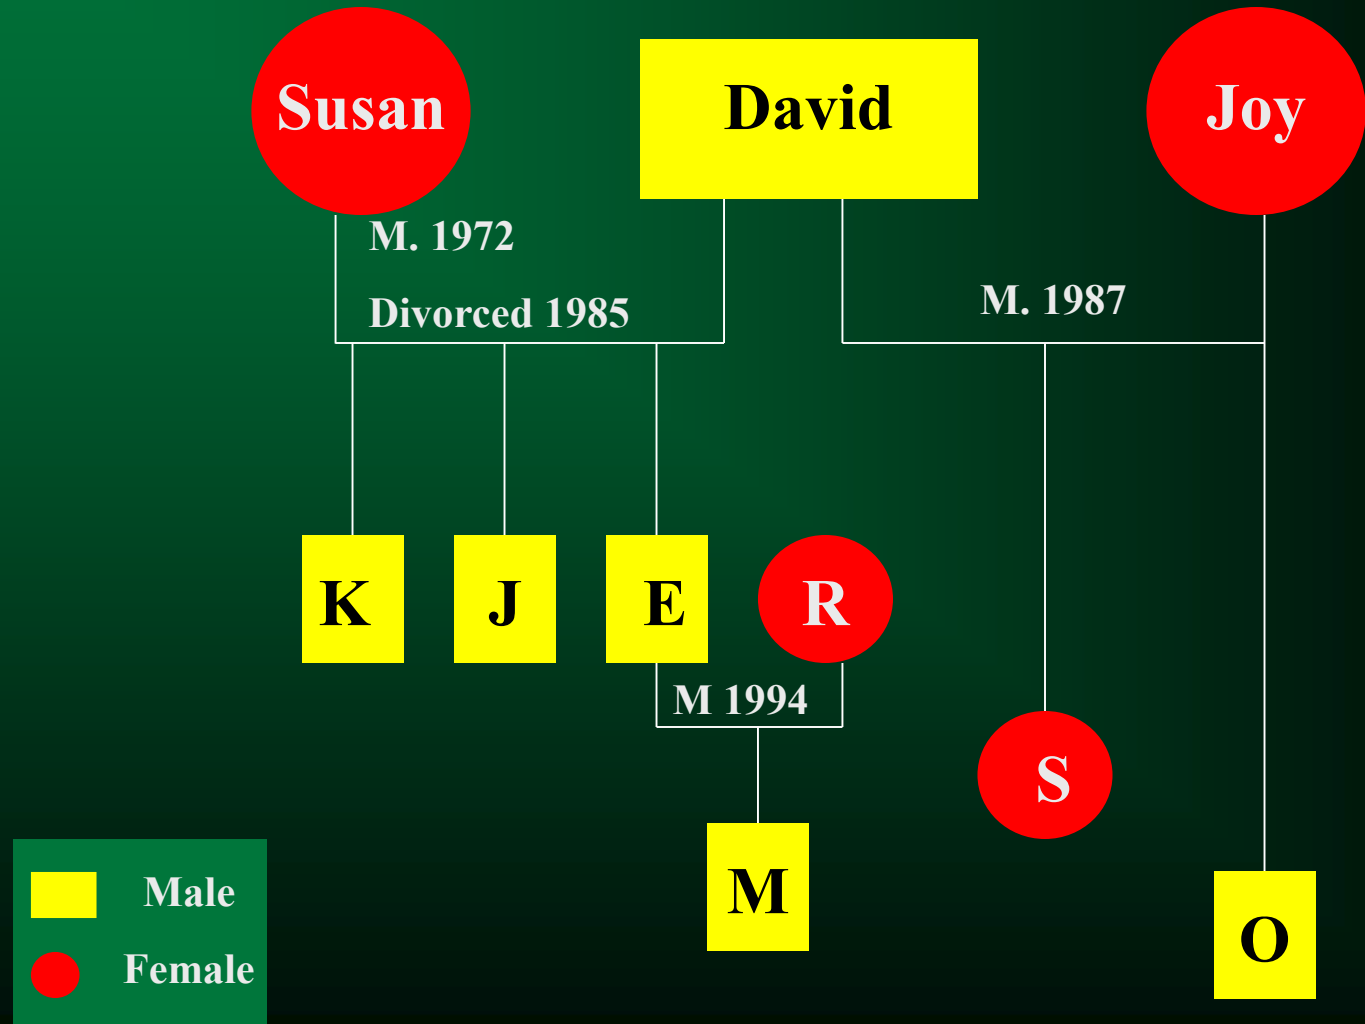 Susan
David
Joy
M. 1972
Divorced 1985
M. 1987
K
J
E
R
M 1994
S
M
O
Male
Female